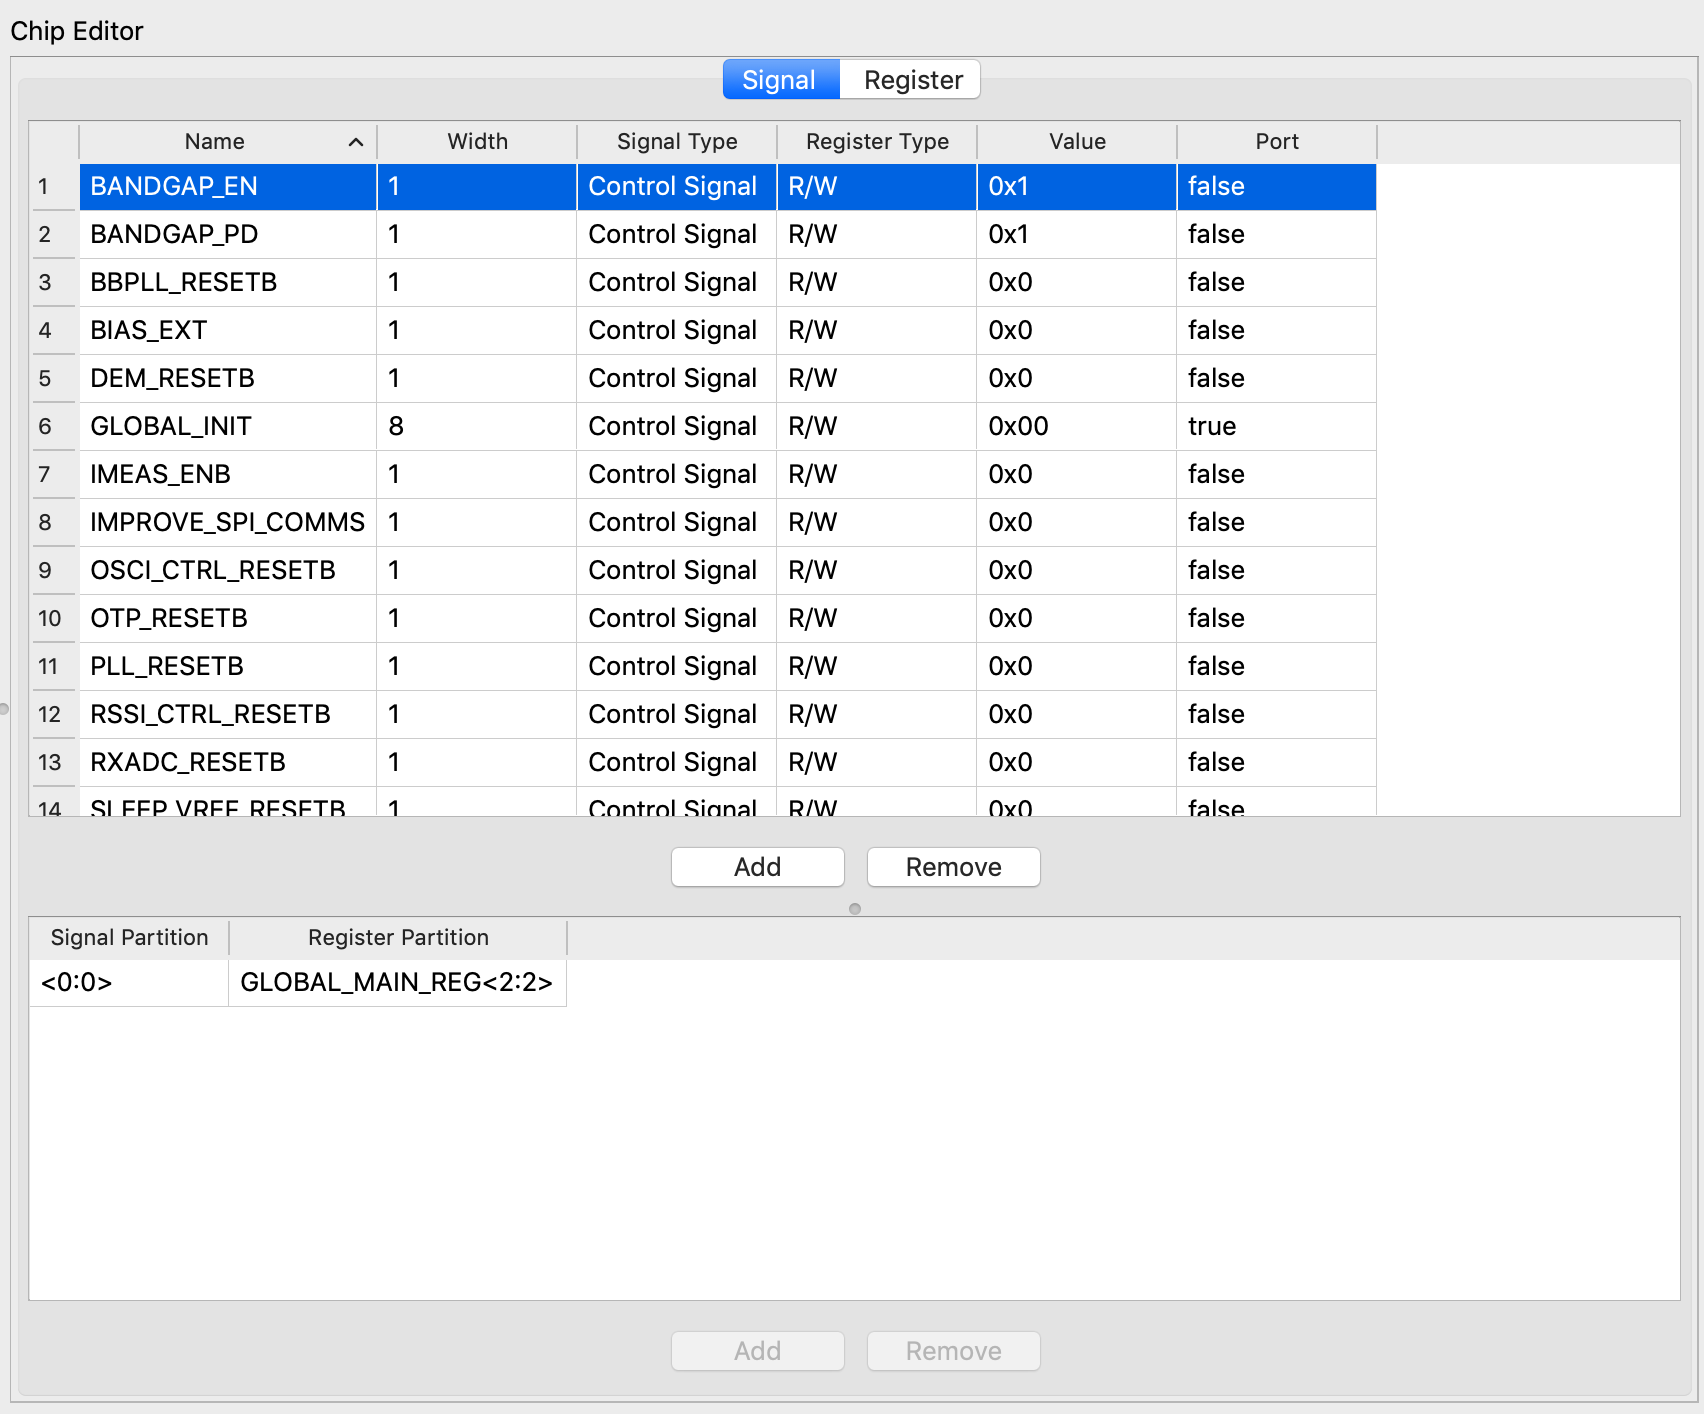 Chip Editor
Signal Register
Name Width Signal Type Register Type Value Port
1 BANDGAP_EN 1 Control Signal R/W 0x1 false
2 BANDGAP_PD 1 Control Signal R/W 0x1 false
3 BBPLL_RESETB 1 Control Signal R/W 0x0 false
4 BIAS_EXT 1 Control Signal R/W 0x0 false
5 DEM_RESETB 1 Control Signal R/W 0x0 false
6 GLOBAL_INIT 8 Control Signal R/W 0x00 true
7 IMEAS_ENB 1 Control Signal R/W 0x0 false
8 IMPROVE_SPI_COMMS 1 Control Signal R/W 0x0 false
9 OSCI_CTRL_RESETB 1 Control Signal R/W 0x0 false
10 OTP_RESETB 1 Control Signal R/W 0x0 false
11 PLL_RESETB 1 Control Signal R/W 0x0 false
12 RSSI_CTRL_RESETB 1 Control Signal R/W 0x0 false
13 RXADC_RESETB 1 Control Signal R/W 0x0 false
14 SLEEP_VREF_RESETB 1 Control Signal R/W 0x0 false
Add Remove
Signal Partition Register Partition
<0:0> GLOBAL_MAIN_REG<2:2>
Add Remove